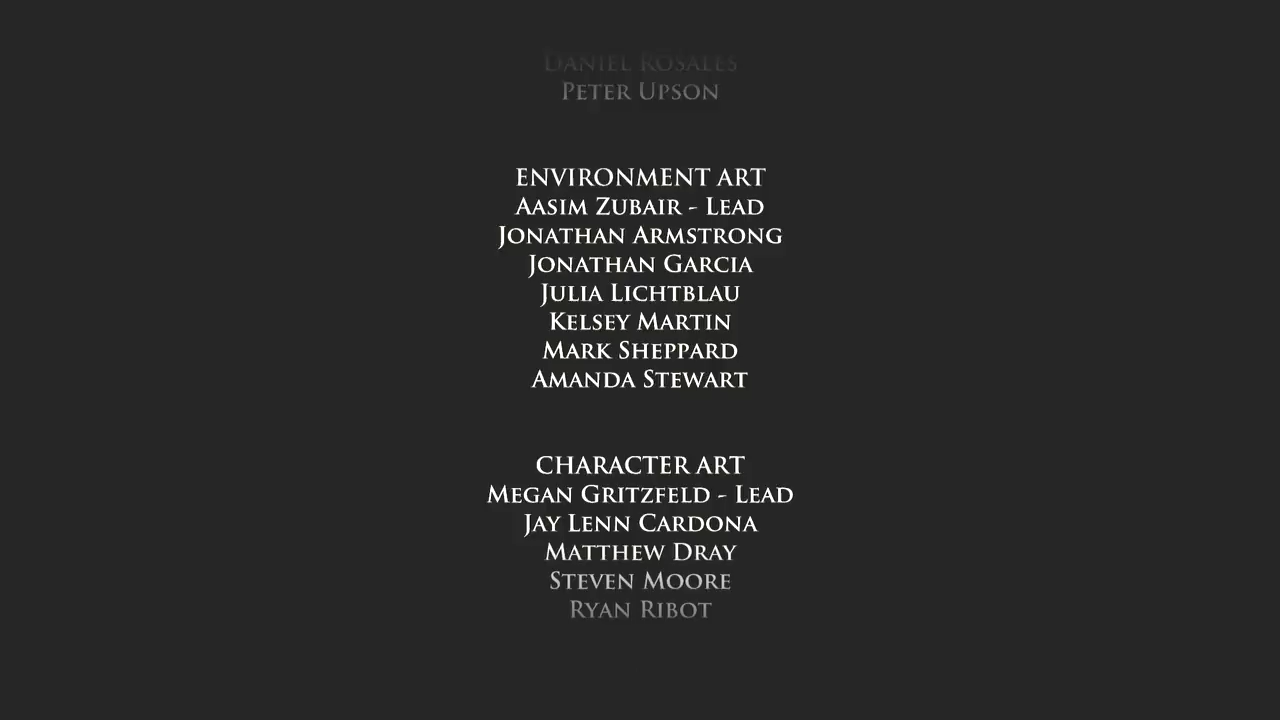 Daniel Rosales
Peter Upson
ENVIRONMENT ART
Aasim Zubair - Lead
Jonathan Armstrong
Jonathan Garcia
Julia Lichtblau
Kelsey Martin
Mark Sheppard
Amanda Stewart
CHARACTER ART
Megan Gritzfeld - Lead
Jay Lenn Cardona
Matthew Dray
Steven Moore
Ryan Ribot